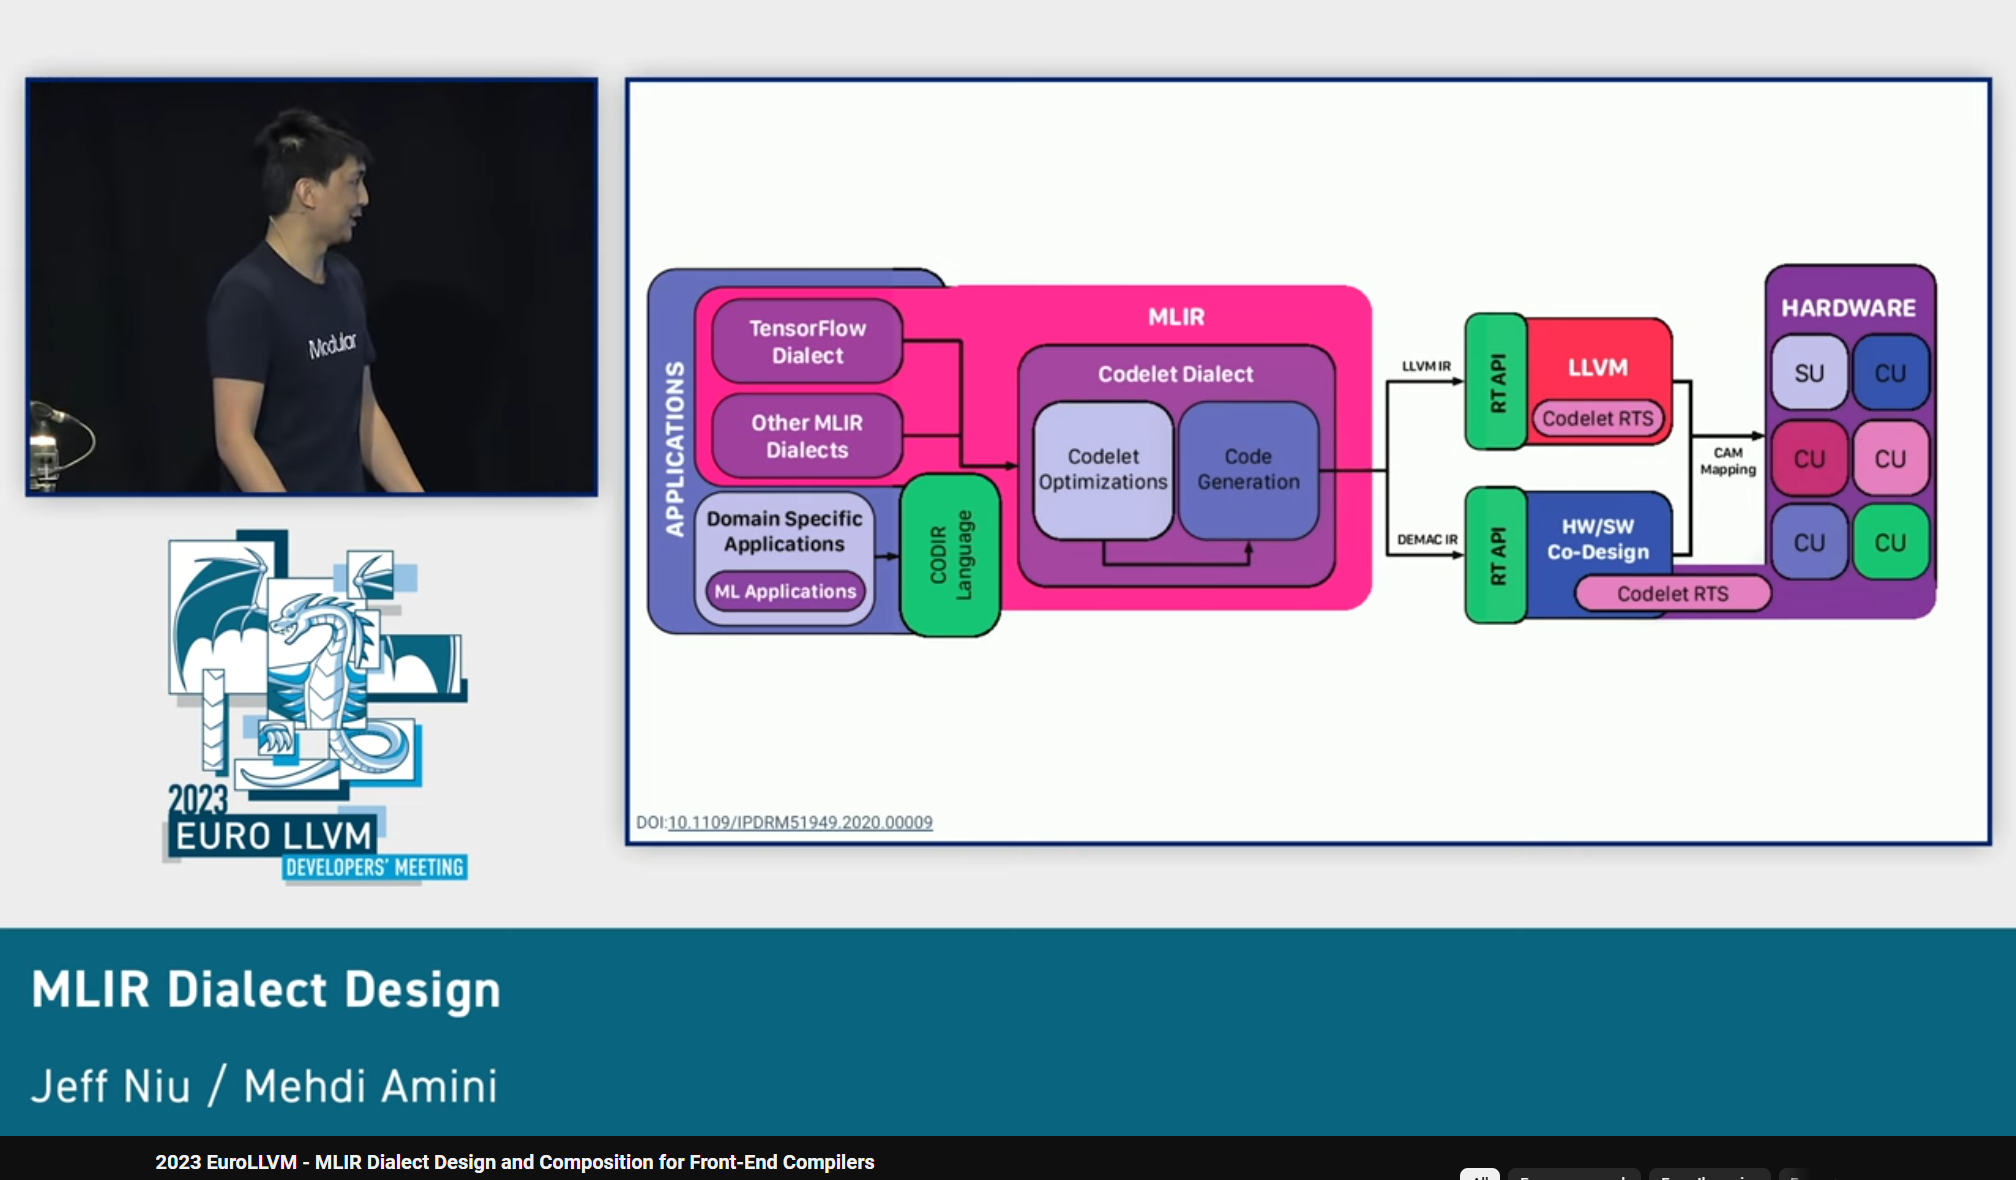 Modular
2023
EURO LLVM
DEVELOPERS' MEETING
APPLICATIONS
TensorFlow
Dialect
Other MLIR
Dialects
Domain Specific
Applications
ML Applications
CODIR
Language
MLIR
Codelet Dialect
Codelet
Optimizations
Code
Generation
LLVM IR
DEMAC IR
RT API
LLVM
Codelet RTS
RT API
HW/SW
Co-Design
Codelet RTS
CAM
Mapping
HARDWARE
SU CU
CU CU
CU CU
DOI:10.1109/IPDRM51949.2020.00009
MLIR Dialect Design
Jeff Niu / Mehdi Amini
2023 EuroLLVM - MLIR Dialect Design and Composition for Front-End Compilers